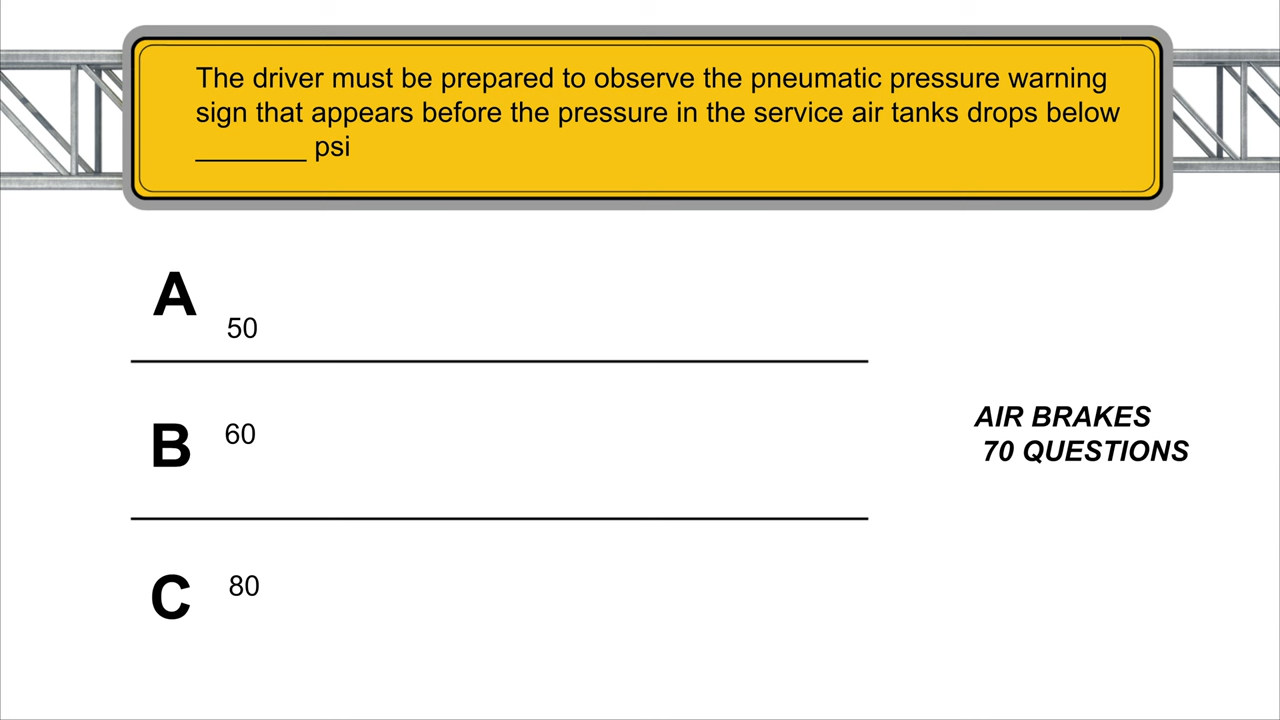 The driver must be prepared to observe the pneumatic pressure warning
sign that appears before the pressure in the service air tanks drops below
_______ psi
A
50
B
60
C
80
AIR BRAKES
70 QUESTIONS